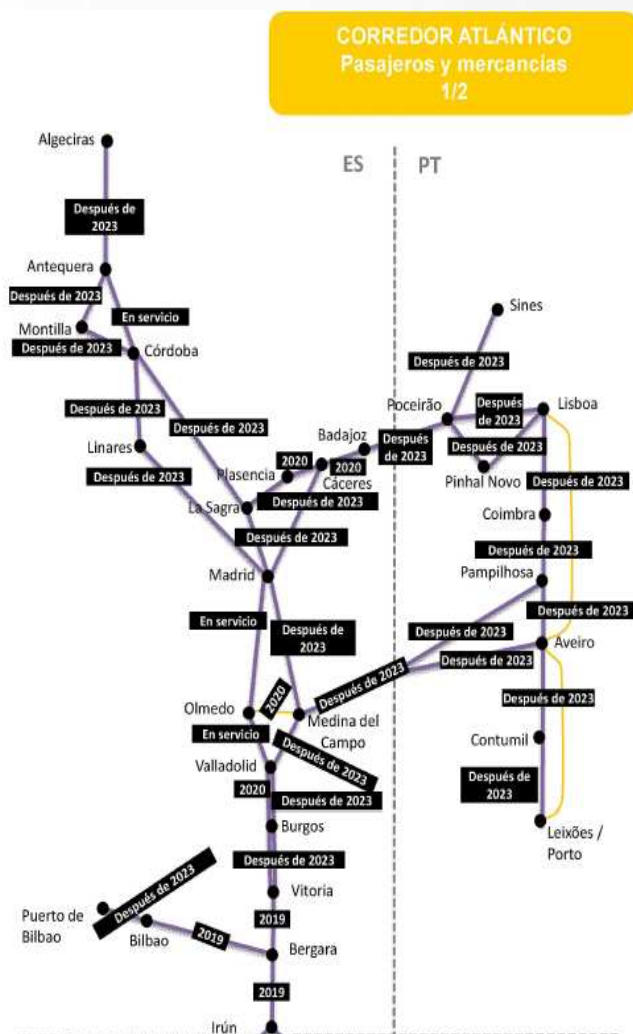 CORREDOR ATLÁNTICO
Pasajeros y mercancias
1/2
Algeciras
ES
PT
Después de
2023
Antequera
Después de 2023
En servicio
Sines
Montilla
Después de 2023
Córdoba
Después de 2023
Poceirão
Después
de 2023
Lisboa
Después de 2023
Después de 2023
Badajoz
Después
de 2023
Después de 2023
Linares
2020
2020
Después de 2023
Plasencia
Cáceres
Pinhal Novo
Después de 2023
La Sagra
Después de 2023
Coimbra
Después de 2023
Después de 2023
Madrid
Pampilhosa
En servicio
Después de
2023
Después de 2023
Después de 2023
Aveiro
Después de 2023
Después de 2023
2020
Después de 2023
Olmedo
Medina del
Campo
En servicio
Contumil
Después de 2023
Valladolid
2020
Después de 2023
Después de
2023
Burgos
Leixões /
Porto
Después de 2023
Después de 2023
Vitoria
Puerto de
Bilbao
2019
Bilbao
2019
Bergara
2019
Irún